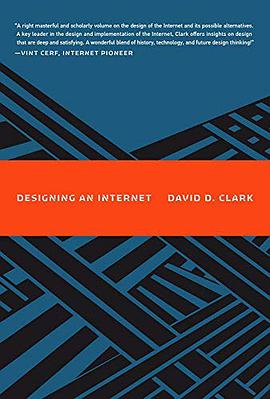 "A right masterful and scholarly volume on the design of the Internet and its possible alternatives.
A key leader in the design and implementation of the Internet, Clark offers insights on design
that are deep and satisfying. A wonderful blend of history, technology, and future design thinking!"
—VINT CERF, INTERNET PIONEER
DESIGNING AN INTERNET DAVID D. CLARK